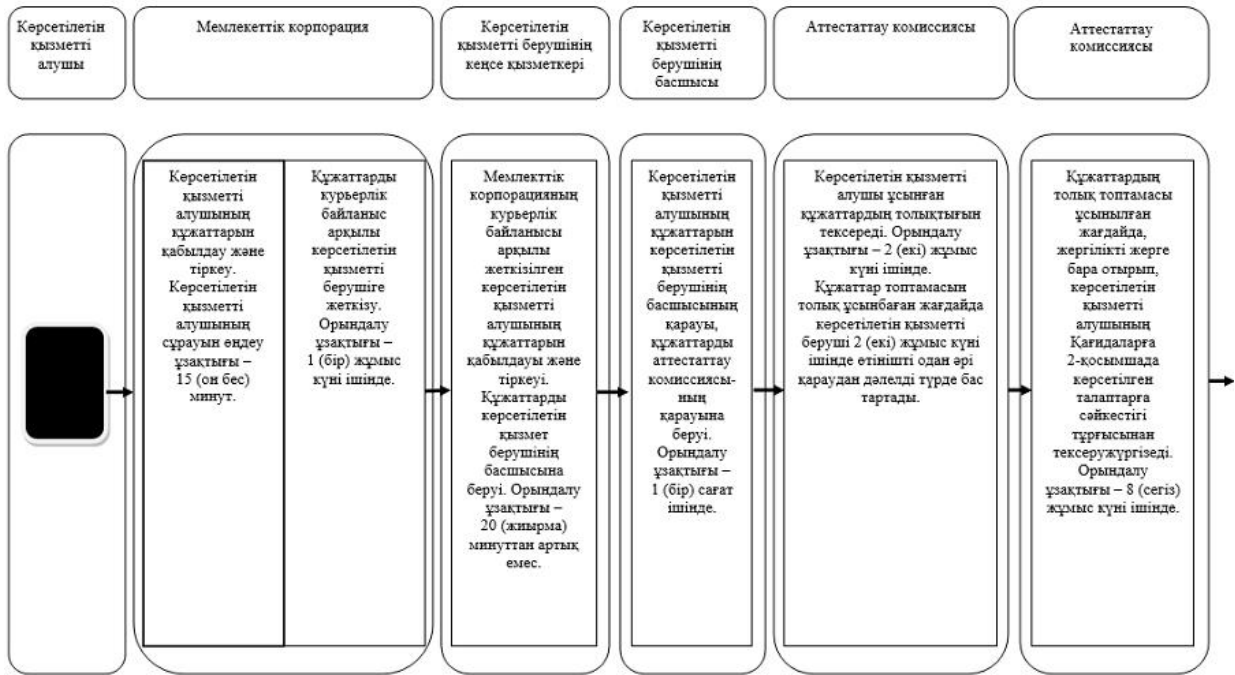 Көрсетілетін
қызметті
алушы
Мемлекеттік корпорация
Көрсетілетін
қызметті берушінің
кеңсе қызметкері
Көрсетілетін
қызметті
берушінің
басшысы
Аттестаттау комиссиясы
Аттестаттау
комиссиясы
Көрсетілетін
қызметті
алушының
құжаттарын
қабылдау және
тіркеу.
Көрсетілетін
қызметті
алушының
сұрауын өңдеу
ұзақтығы –
15 (он бес)
минут.
Құжаттарды
курьерлік
байланыс
арқылы
көрсетілетін
қызметті
берушіге
жеткізу.
Орындалу
ұзақтығы –
1 (бір) жұмыс
күні ішінде.
Мемлекттік
корпорацияның
курьерлік
байланысы
арқылы
жеткізілген
көрсетілетін
қызметті
алушының
құжаттарын
қабылдауы және
тіркеуі.
Құжаттарды
көрсетілетін
қызмет
берушінің
басшысына
беруі. Орындалу
ұзақтығы –
20 (жиырма)
минуттан артық
емес.
Көрсетілетін
қызметті
алушының
құжаттарын
көрсетілетін
қызметті
берушінің
басшысының
қарауы,
құжаттарды
аттестаттау
комиссиясы-
ның
қарауына
беруі.
Орындалу
ұзақтығы –
1 (бір) сағат
ішінде.
Көрсетілетін қызметті
алушы ұсынған
құжаттардың толықтығын
тексереді. Орындалу
ұзақтығы – 2 (екі) жұмыс
күні ішінде.
Құжаттар топтамасын
толық ұсынбаған жағдайда
көрсетілетін қызметті
беруші 2 (екі) жұмыс күні
ішінде өтінішті одан әрі
қараудан дәлелді түрде бас
тартады.
Құжаттардың
толық топтамасы
ұсынылған
жағдайда,
жергілікті жерге
бара отырып,
көрсетілетін
қызметті
алушының
Қағидаларға
2-қосымшада
көрсетілген
талаптарға
сәйкестігі
тұрғысынан
тексеружүргізеді.
Орындалу
ұзақтығы – 8 (сегіз)
жұмыс күні ішінде.